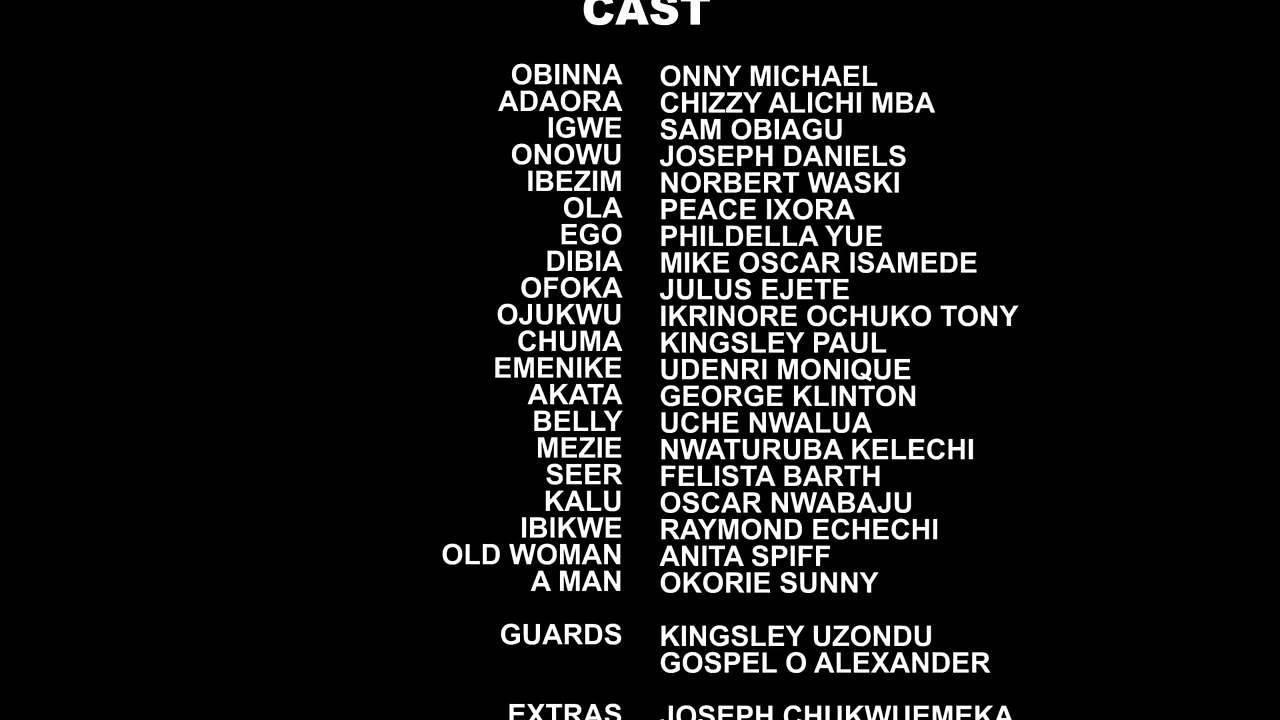 CAST
OBINNA ONNY MICHAEL
ADAORA CHIZZY ALICHI MBA
IGWE SAM OBIAGU
ONOWU JOSEPH DANIELS
IBEZIM NORBERT WASKI
OLA PEACE IXORA
EGO PHILDELLA YUE
DIBIA MIKE OSCAR ISAMEDE
OFOKA JULUS EJETE
OJUKWU IKRINORE OCHUKO TONY
CHUMA KINGSLEY PAUL
EMENIKE UDENRI MONIQUE
AKATA GEORGE KLINTON
BELLY UCHE NWALUA
MEZIE NWATURUBA KELECHI
SEER FELISTA BARTH
KALU OSCAR NWABAJU
IBIKWE RAYMOND ECHECHI
OLD WOMAN ANITA SPIFF
A MAN OKORIE SUNNY
GUARDS KINGSLEY UZONDU
GOSPEL O ALEXANDER
EXTRAS JOSEPH CHUKWUEMEKA